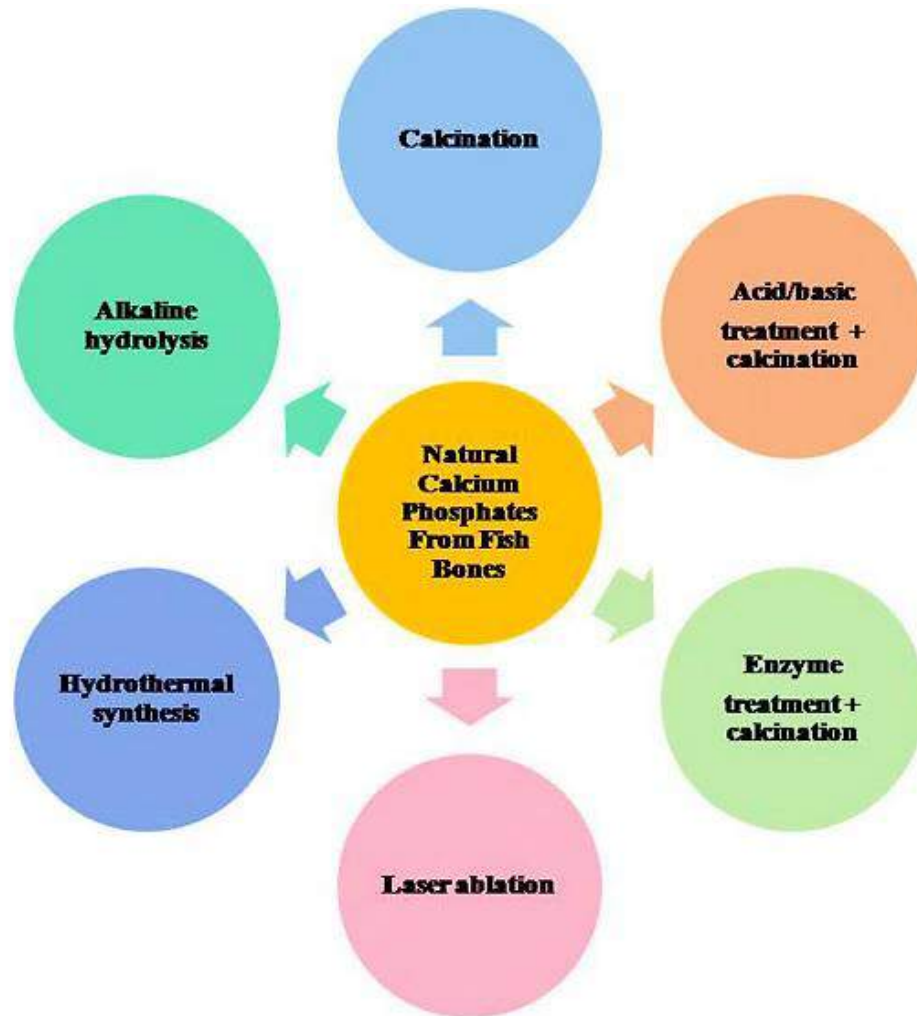 Calcination
Acid/basic
treatment +
calcination
Enzyme
treatment +
calcination
Laser ablation
Hydrothermal
synthesis
Alkaline
hydrolysis
Natural
Calcium
Phosphates
From Fish
Bones